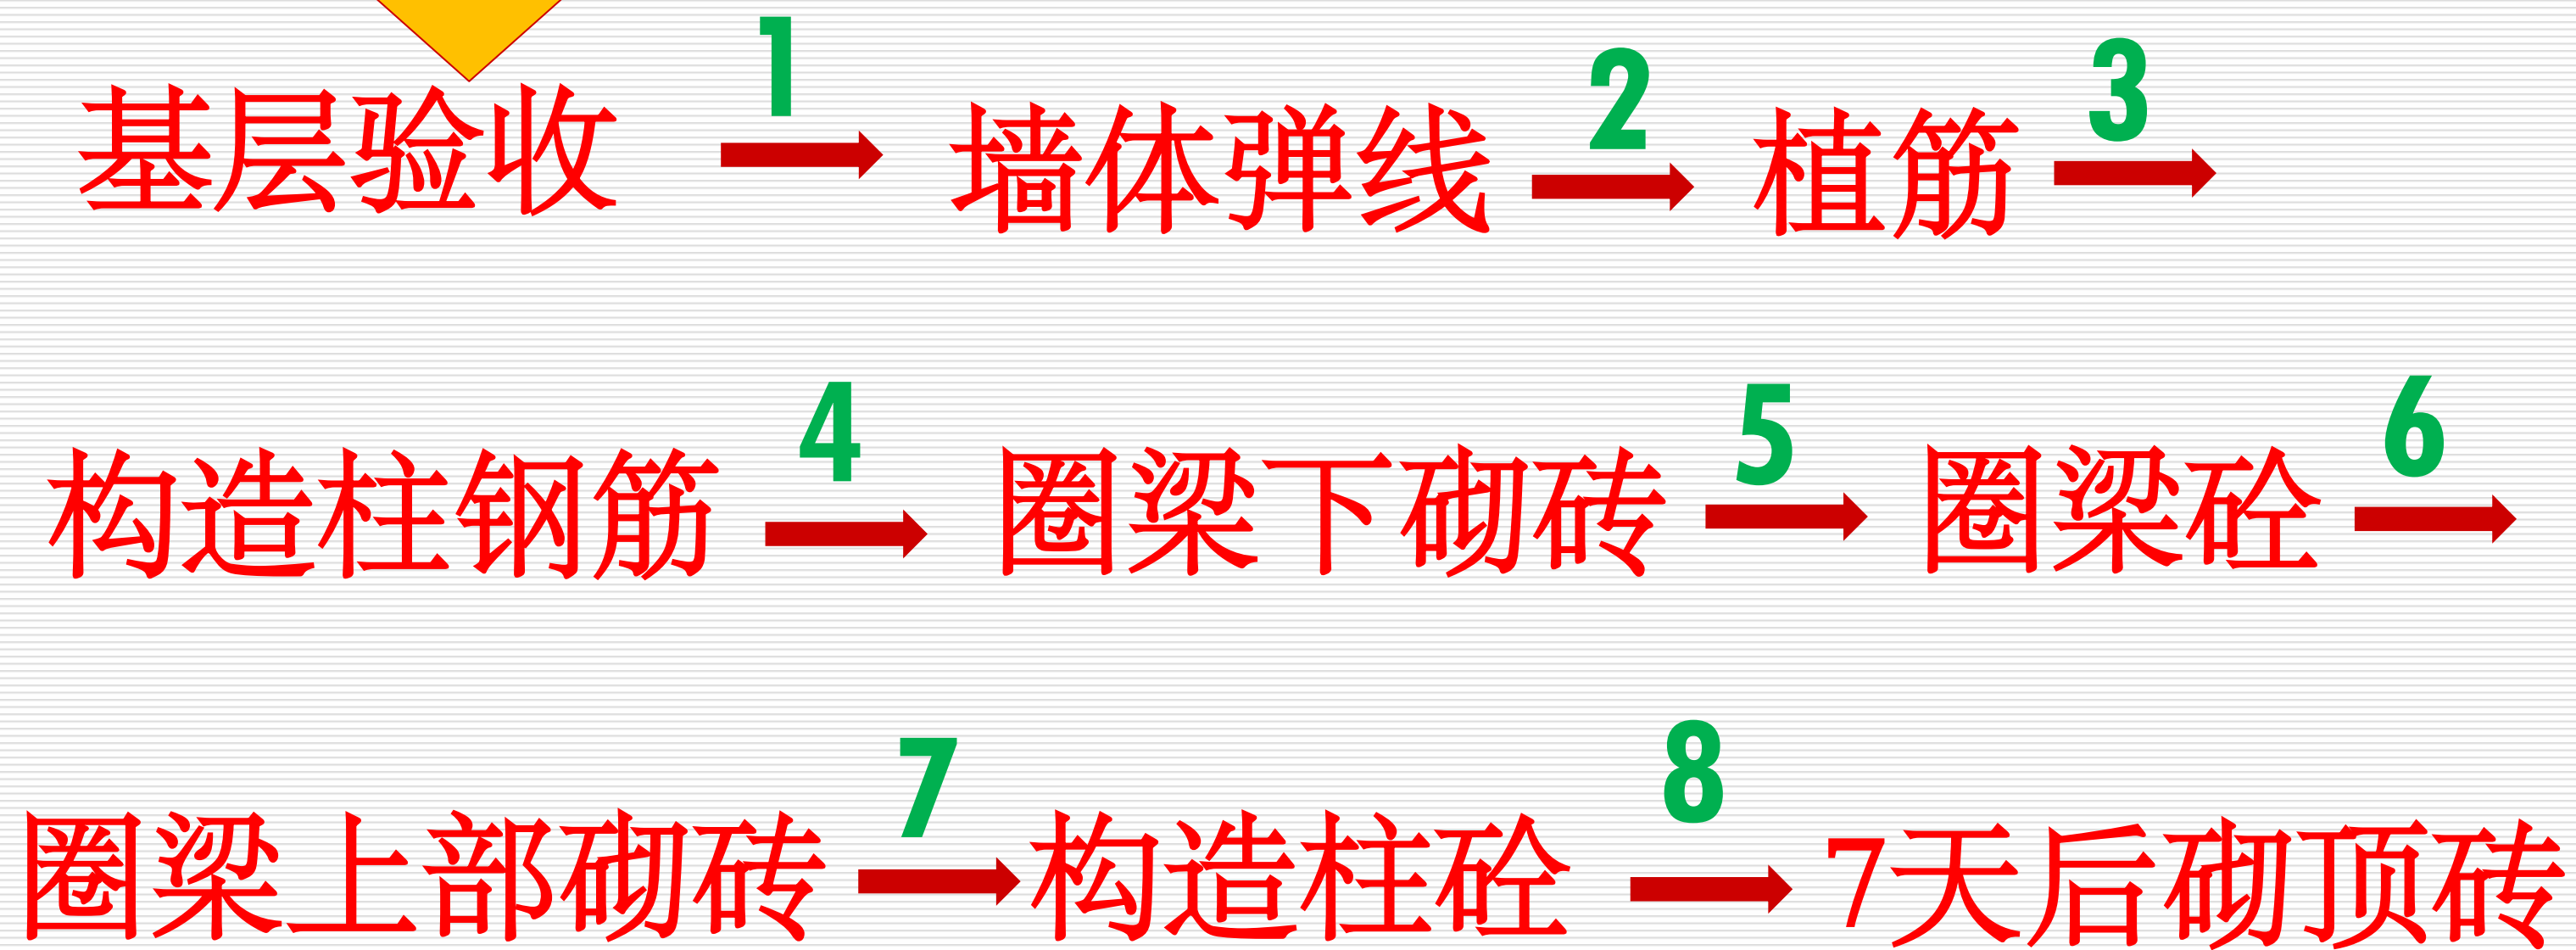 基层验收 1 墙体弹线 2 植筋 3
构造柱钢筋 4 圈梁下砌砖 5 圈梁砼 6
圈梁上部砌砖 7 构造柱砼 8 7天后砌顶砖